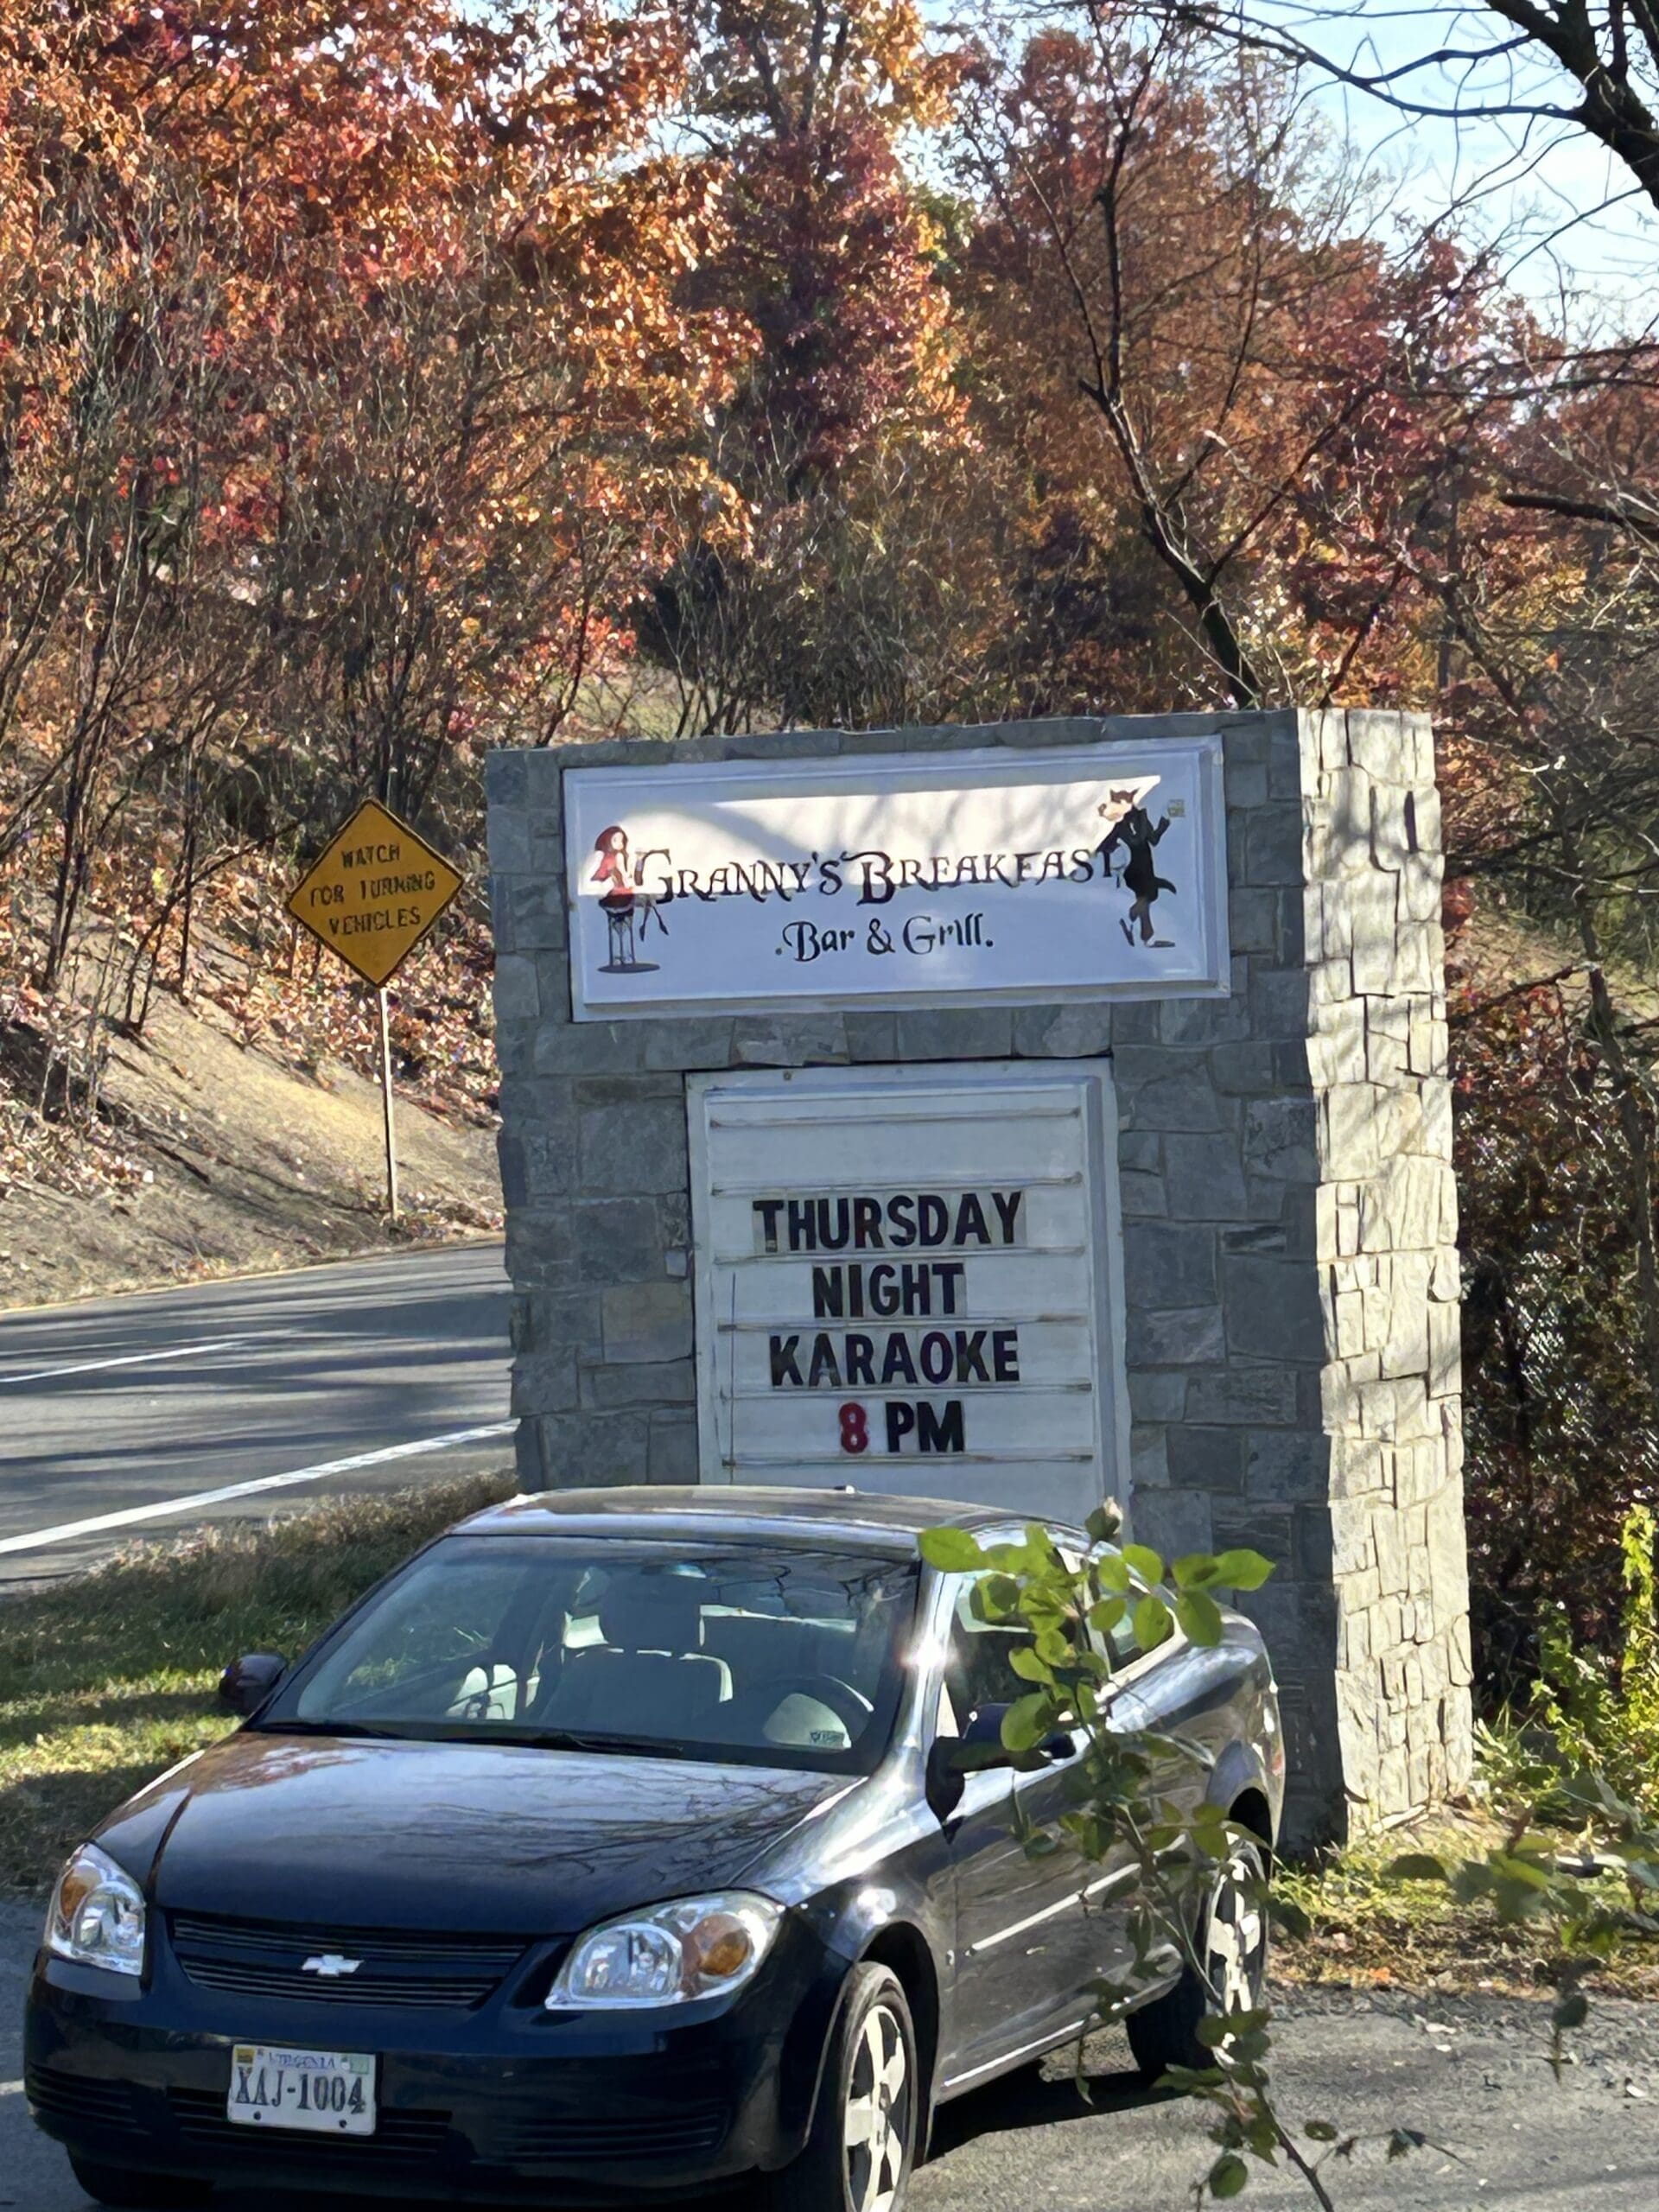 WATCH
FOR TURNING
VEHICLES
GRANNY'S BREAKFAST
.Bar & Grill.
THURSDAY
NIGHT
KARAOKE
8 PM
VIRGINIA
XAJ-1004